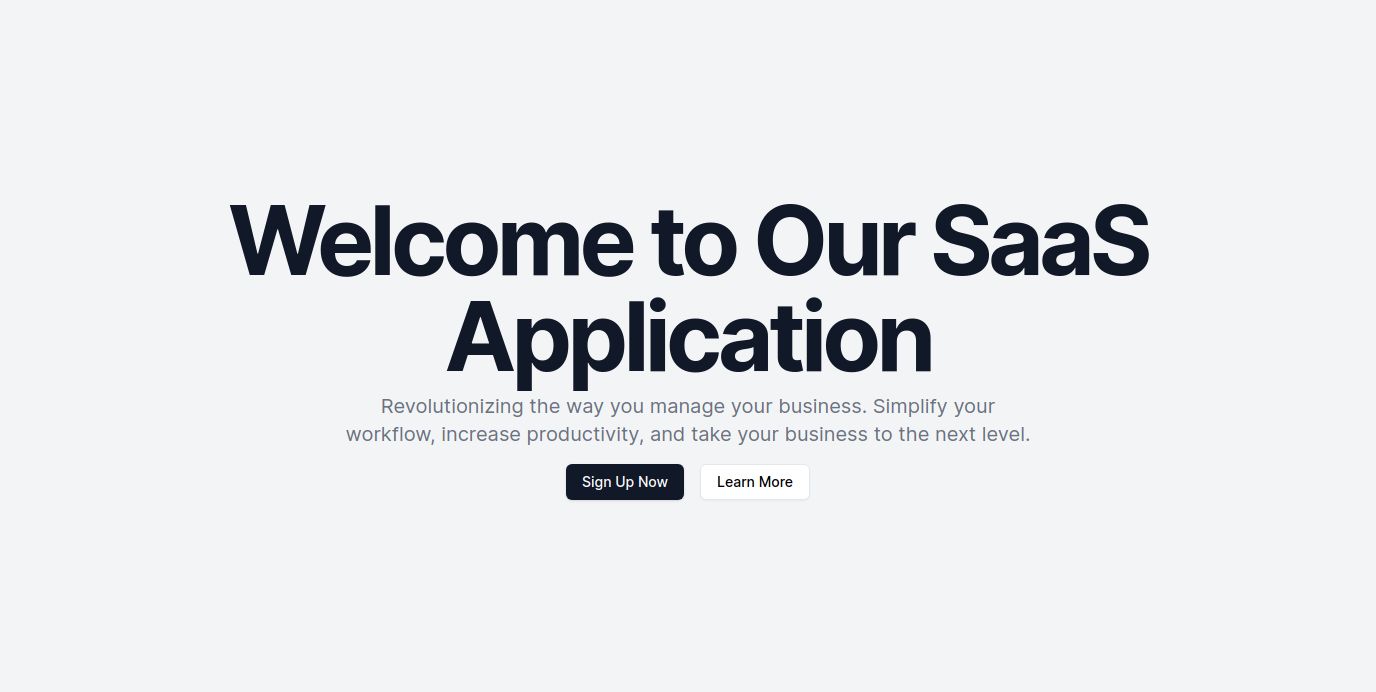 Welcome to Our SaaS
Application
Revolutionizing the way you manage your business. Simplify your
workflow, increase productivity, and take your business to the next level.
Sign Up Now
Learn More